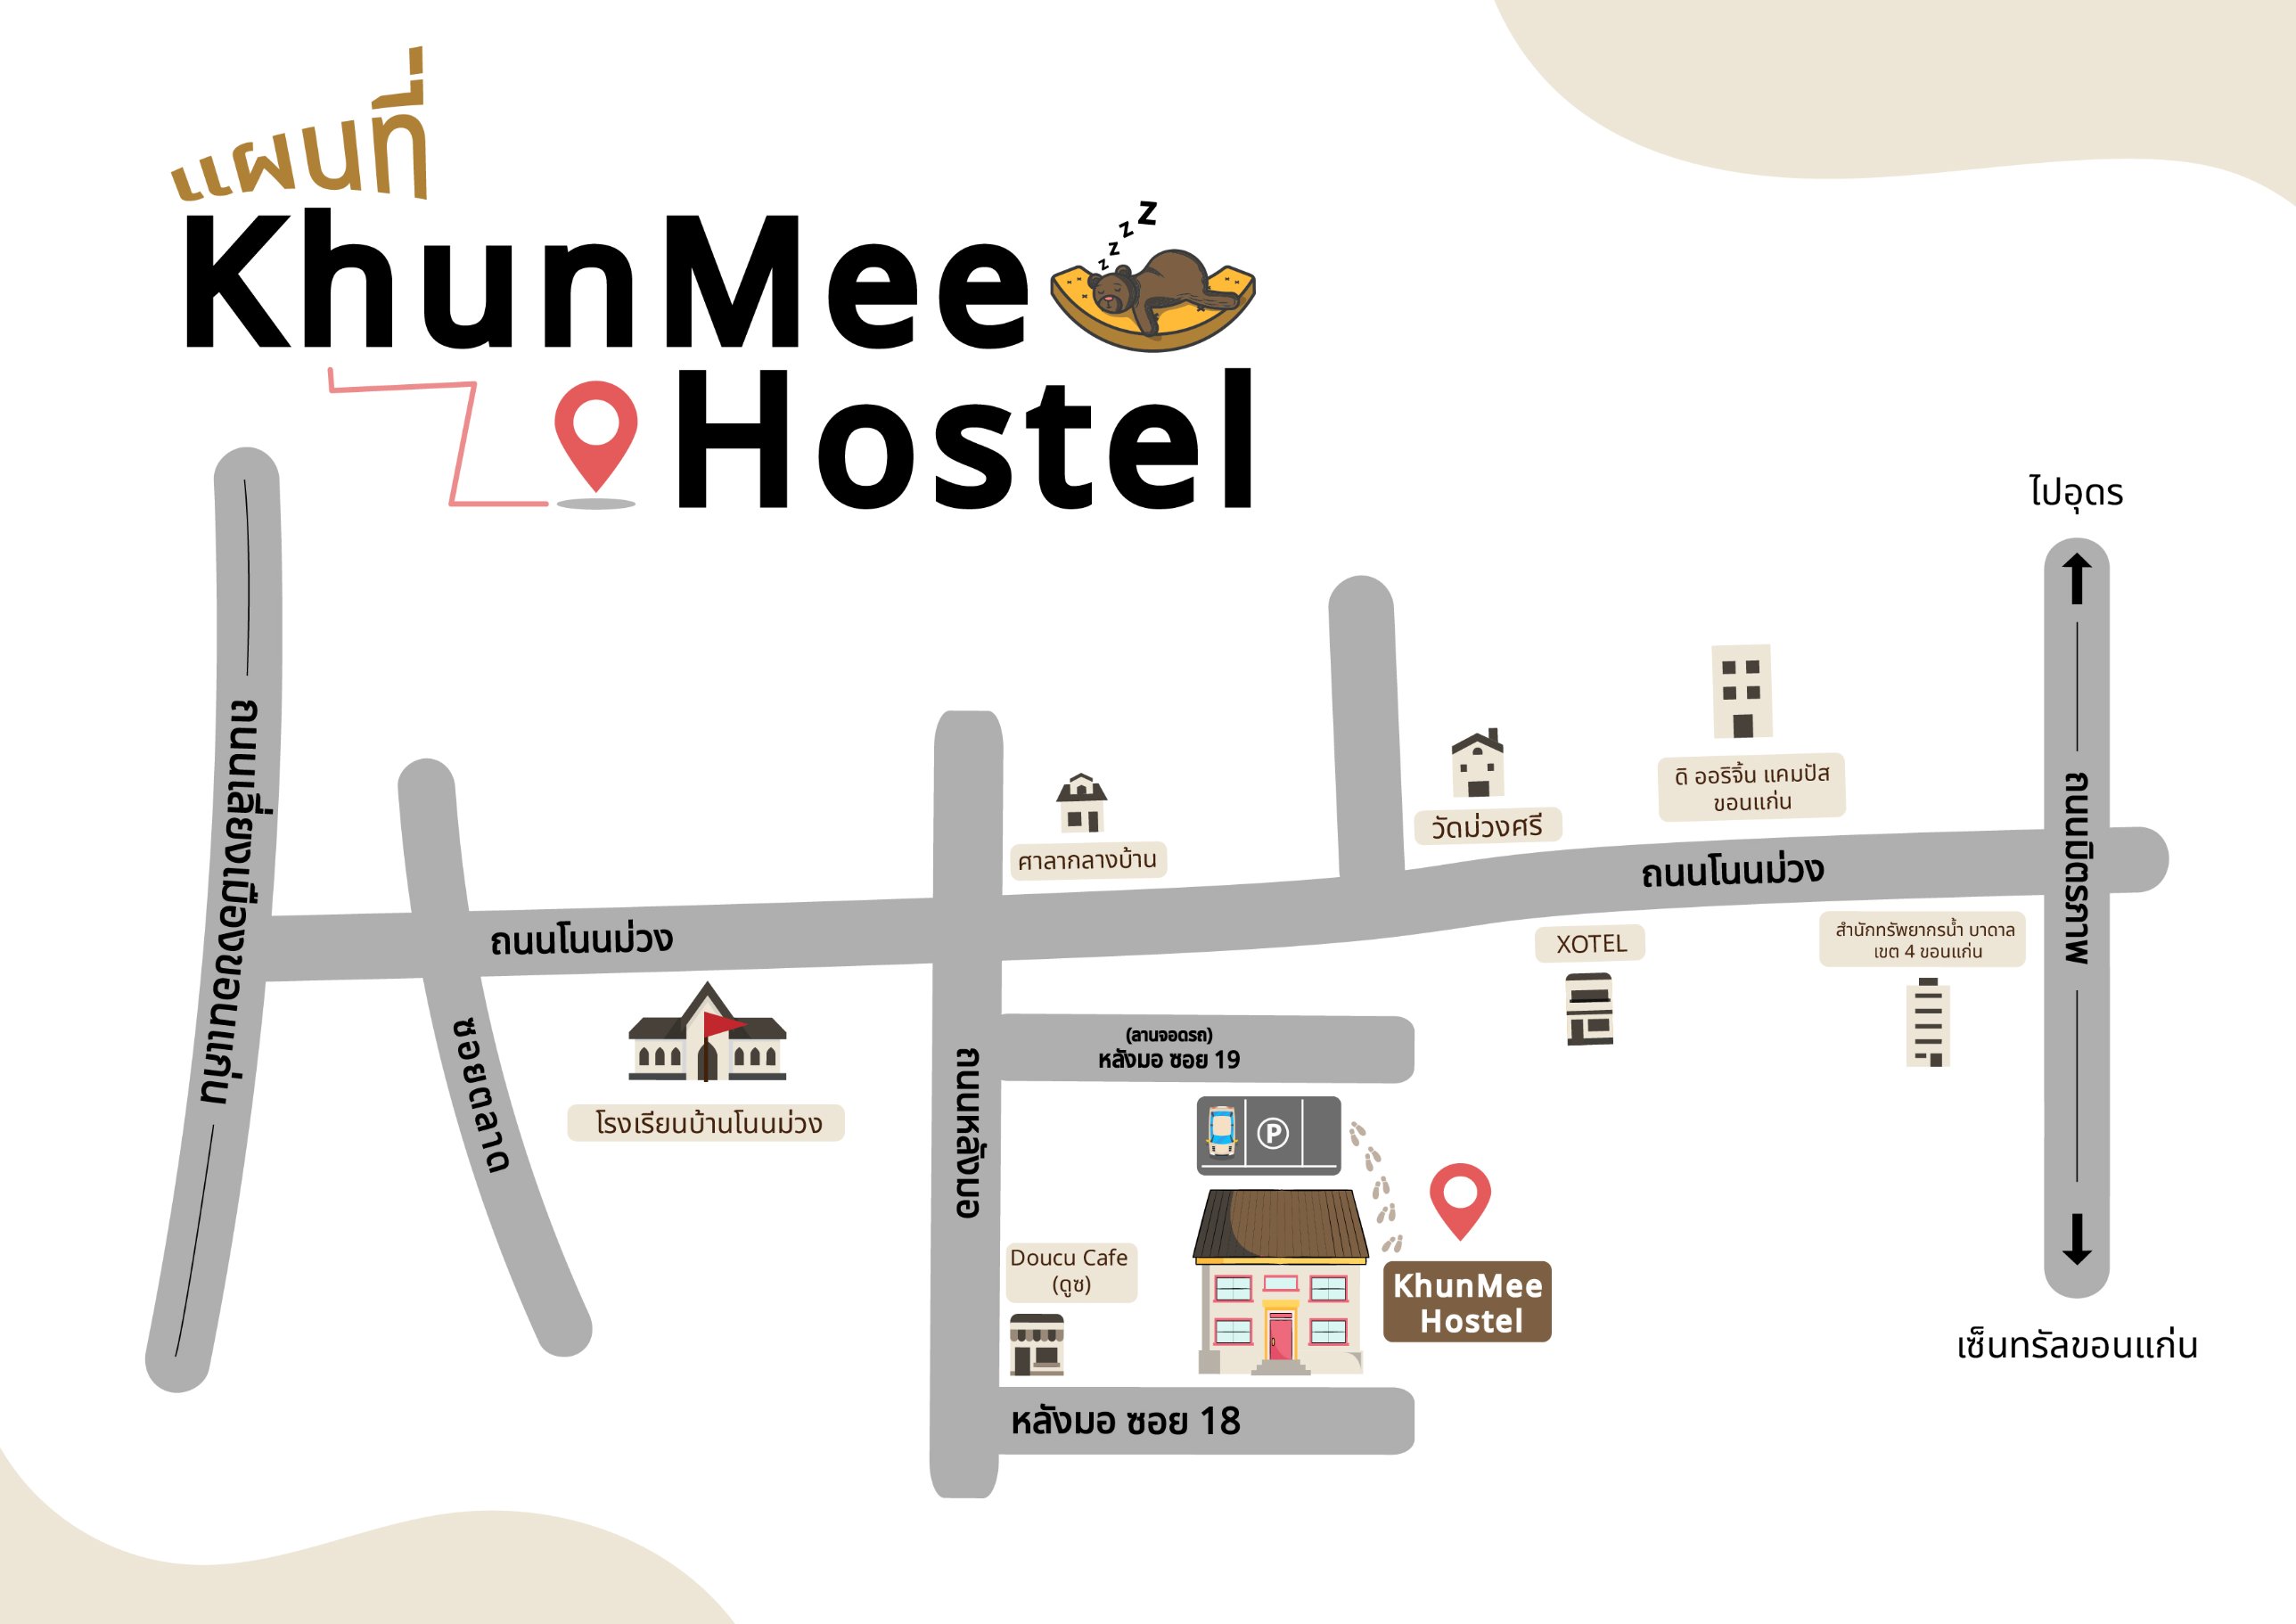 แผนที่
KhunMee
z z z z
Hostel
ไปอุดร
ถนนเลี่ยงเมืองขอนแก่น
ดิ ออริจิ้น แคมปัส
ขอนแก่น
ถนนมิตรภาพ
วัดม่วงศรี
ศาลากลางบ้าน
ถนนโนนม่วง
ถนนโนนม่วง
XOTEL
สำนักทรัพยากรน้ำ บาดาล
เขต 4 ขอนแก่น
ซอยตลาด
โรงเรียนบ้านโนนม่วง
ถนนหลังมอ
(ลานจอดรถ)
หลังมอ ซอย 19
P
Doucu Cafe
(ดูซ)
KhunMee
Hostel
เซ็นทรัลขอนแก่น
หลังมอ ซอย 18